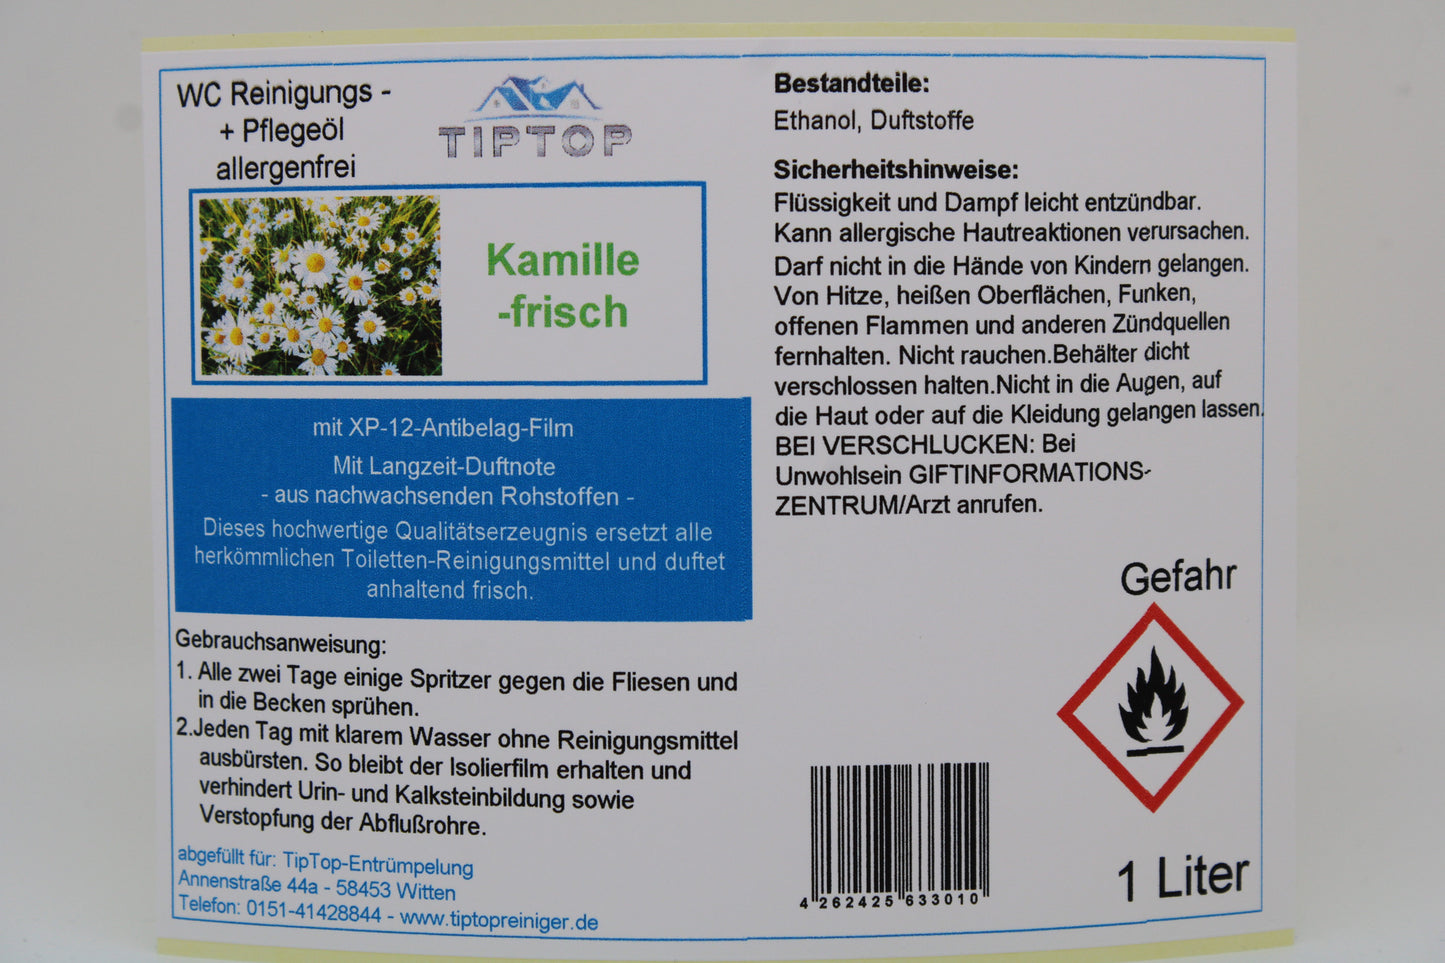 WC Reinigungs -
+ Pflegeöl
allergenfrei
TIPTOP
Kamille
-frisch
mit XP-12-Antibelag-Film
Mit Langzeit-Duftnote
- aus nachwachsenden Rohstoffen -
Dieses hochwertige Qualitätserzeugnis ersetzt alle
herkömmlichen Toiletten-Reinigungsmittel und duftet
anhaltend frisch.
Gebrauchsanweisung:
1. Alle zwei Tage einige Spritzer gegen die Fliesen und
in die Becken sprühen.
2.Jeden Tag mit klarem Wasser ohne Reinigungsmittel
ausbürsten. So bleibt der Isolierfilm erhalten und
verhindert Urin- und Kalksteinbildung sowie
Verstopfung der Abflußrohre.
abgefüllt für: TipTop-Entrümpelung
Annenstraße 44a - 58453 Witten
Telefon: 0151-41428844 - www.tiptopreiniger.de
Bestandteile:
Ethanol, Duftstoffe
Sicherheitshinweise:
Flüssigkeit und Dampf leicht entzündbar.
Kann allergische Hautreaktionen verursachen.
Darf nicht in die Hände von Kindern gelangen.
Von Hitze, heißen Oberflächen, Funken,
offenen Flammen und anderen Zündquellen
fernhalten. Nicht rauchen.Behälter dicht
verschlossen halten.Nicht in die Augen, auf
die Haut oder auf die Kleidung gelangen lassen.
BEI VERSCHLUCKEN: Bei
Unwohlsein GIFTINFORMATIONS-
ZENTRUM/Arzt anrufen.
Gefahr
4 262425 633010
1 Liter